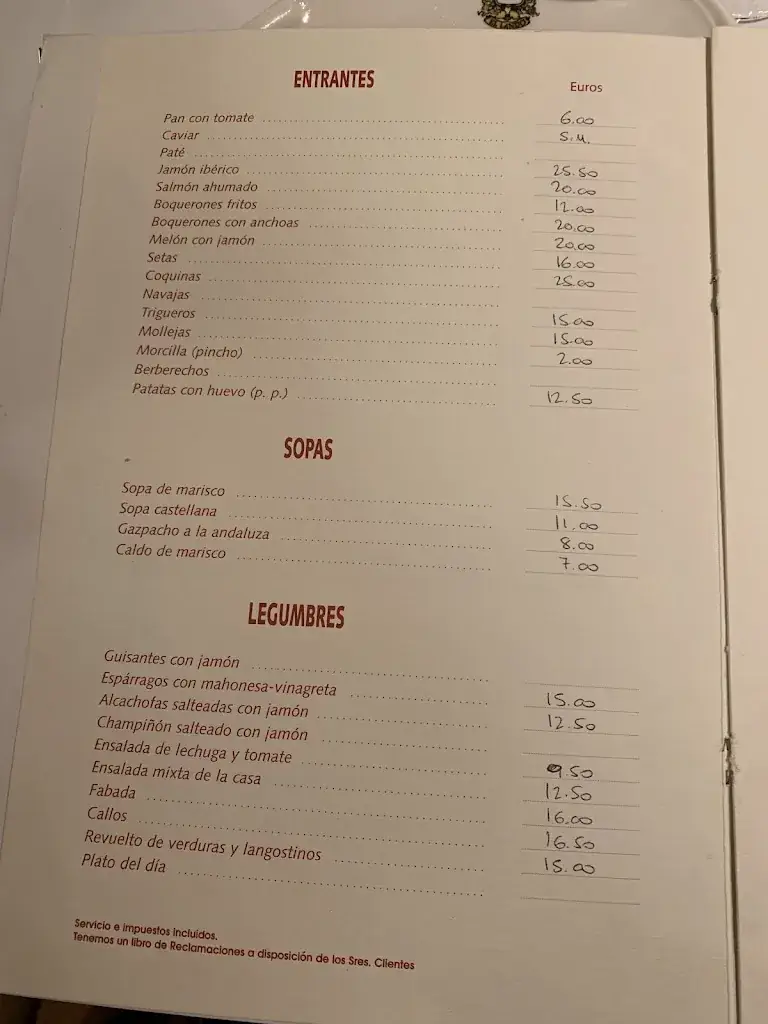 ENTRANTES Euros
Pan con tomate 6.00
Caviar S.M.
Paté
Jamón ibérico 25.50
Salmón ahumado 20.00
Boquerones fritos 12.00
Boquerones con anchoas 20.00
Melón con jamón 20.00
Setas 16.00
Coquinas 25.00
Navajas
Trigueros 15.00
Mollejas 15.00
Morcilla (pincho) 2.00
Berberechos
Patatas con huevo (p. p.) 12.50
SOPAS
Sopa de marisco 15.50
Sopa castellana 11.00
Gazpacho a la andaluza 8.00
Caldo de marisco 7.00
LEGUMBRES
Guisantes con jamón
Espárragos con mahonesa-vinagreta 15.00
Alcachofas salteadas con jamón 12.50
Champiñón salteado con jamón
Ensalada de lechuga y tomate 9.50
Ensalada mixta de la casa 12.50
Fabada 16.00
Callos 16.50
Revuelto de verduras y langostinos 15.00
Plato del día
Servicio e impuestos incluidos.
Tenemos un libro de Reclamaciones a disposición de los Sres. Clientes